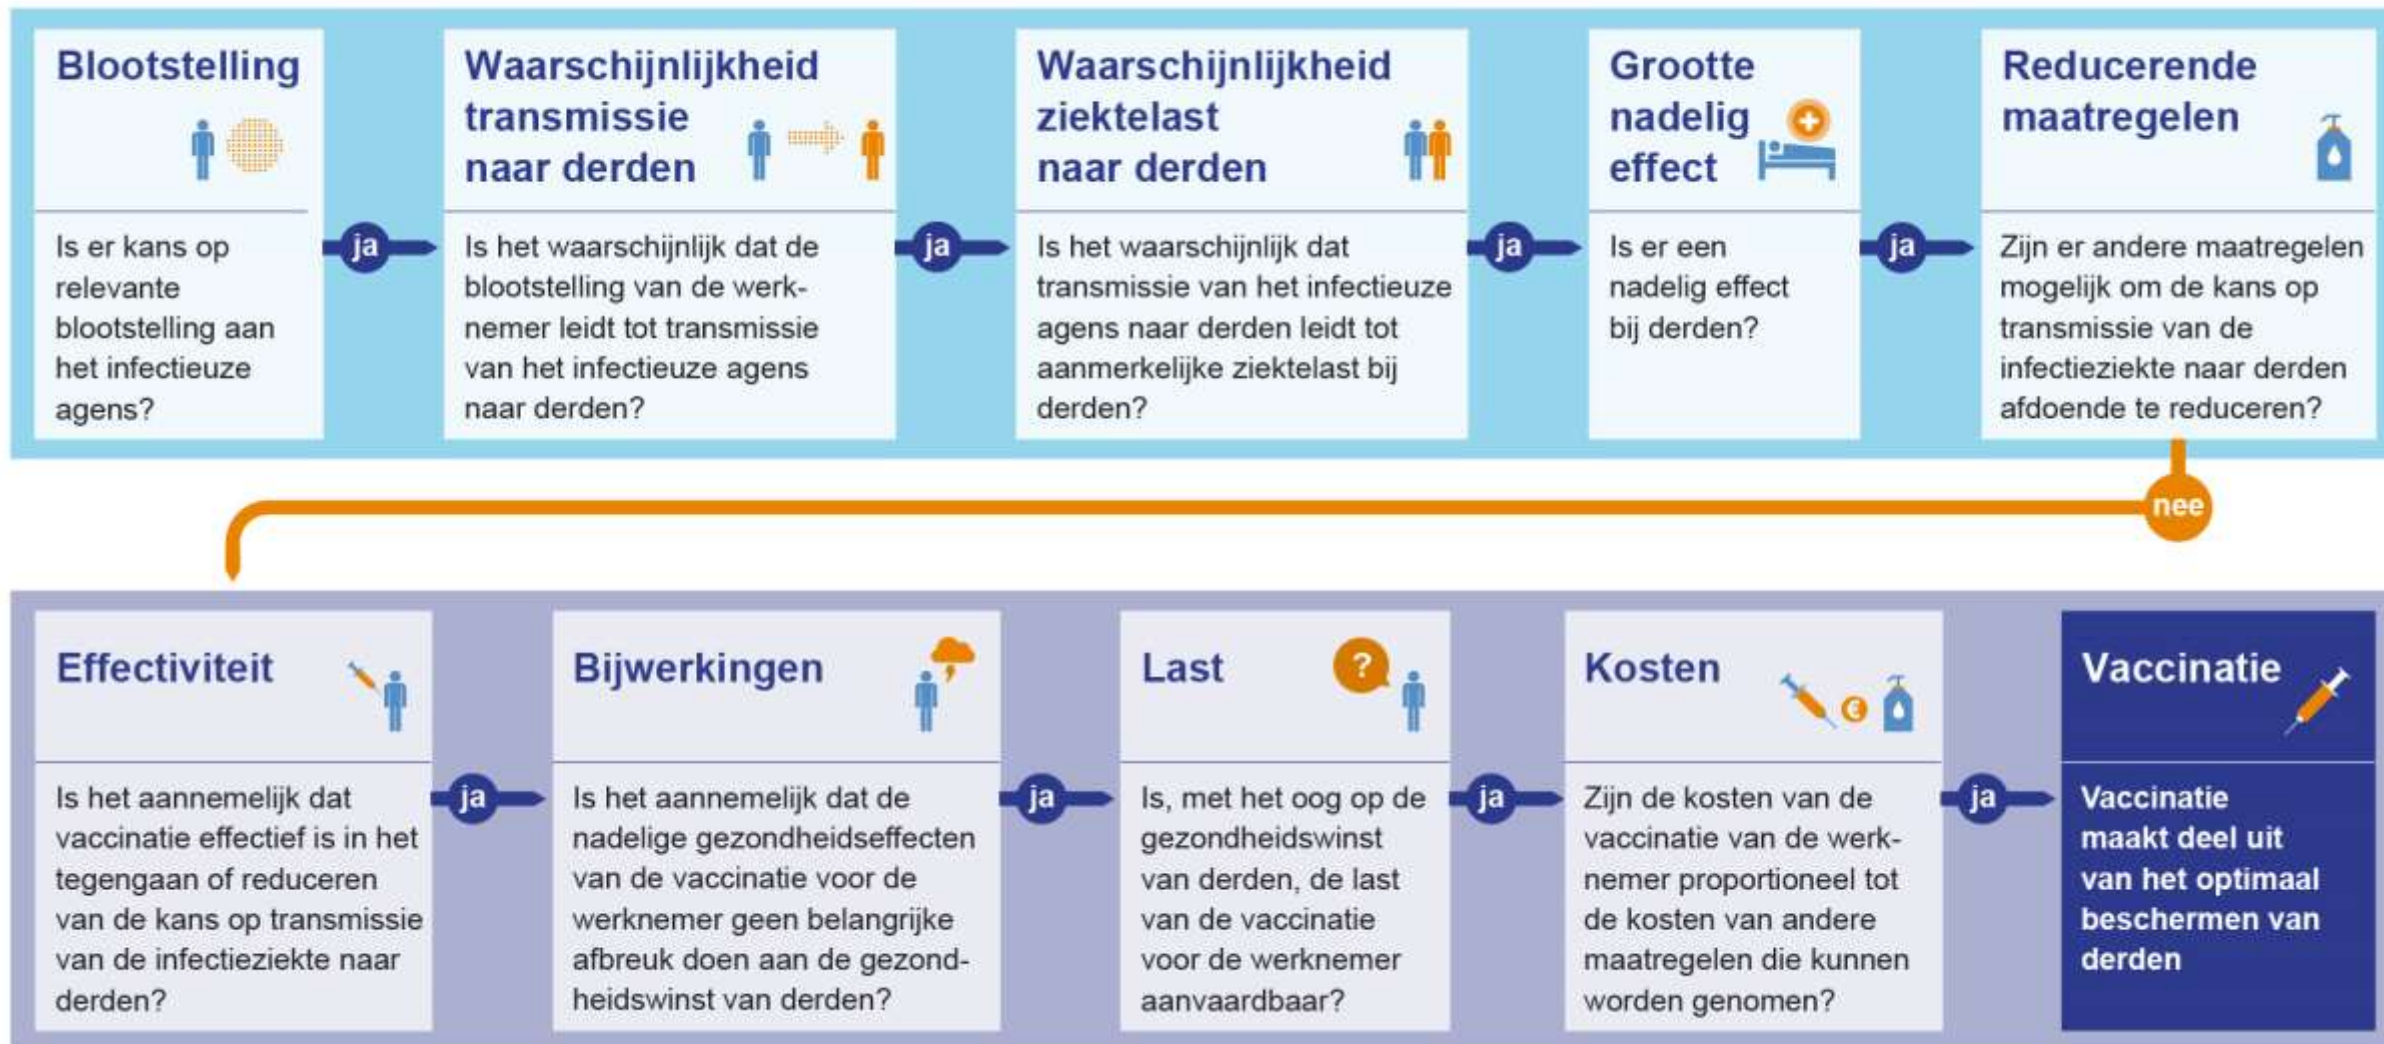 Blootstelling
Is er kans op
relevante
blootstelling aan
het infectieuze
agens?
ja
Waarschijnlijkheid
transmissie
naar derden
Is het waarschijnlijk dat de
blootstelling van de werk-
nemer leidt tot transmissie
van het infectieuze agens
naar derden?
ja
Waarschijnlijkheid
ziektelast
naar derden
Is het waarschijnlijk dat
transmissie van het infectieuze
agens naar derden leidt tot
aanmerkelijke ziektelast bij
derden?
ja
Grootte
nadelig
effect
Is er een
nadelig effect
bij derden?
ja
Reducerende
maatregelen
Zijn er andere maatregelen
mogelijk om de kans op
transmissie van de
infectieziekte naar derden
afdoende te reduceren?
nee
Effectiviteit
Is het aannemelijk dat
vaccinatie effectief is in het
tegengaan of reduceren
van de kans op transmissie
van de infectieziekte naar
derden?
ja
Bijwerkingen
Is het aannemelijk dat de
nadelige gezondheidseffecten
van de vaccinatie voor de
werknemer geen belangrijke
afbreuk doen aan de gezond-
heidswinst van derden?
ja
Last
?
Is, met het oog op de
gezondheidswinst
van derden, de last
van de vaccinatie
voor de werknemer
aanvaardbaar?
ja
Kosten
€
Zijn de kosten van de
vaccinatie van de werk-
nemer proportioneel tot
de kosten van andere
maatregelen die kunnen
worden genomen?
ja
Vaccinatie
Vaccinatie
maakt deel uit
van het optimaal
beschermen van
derden